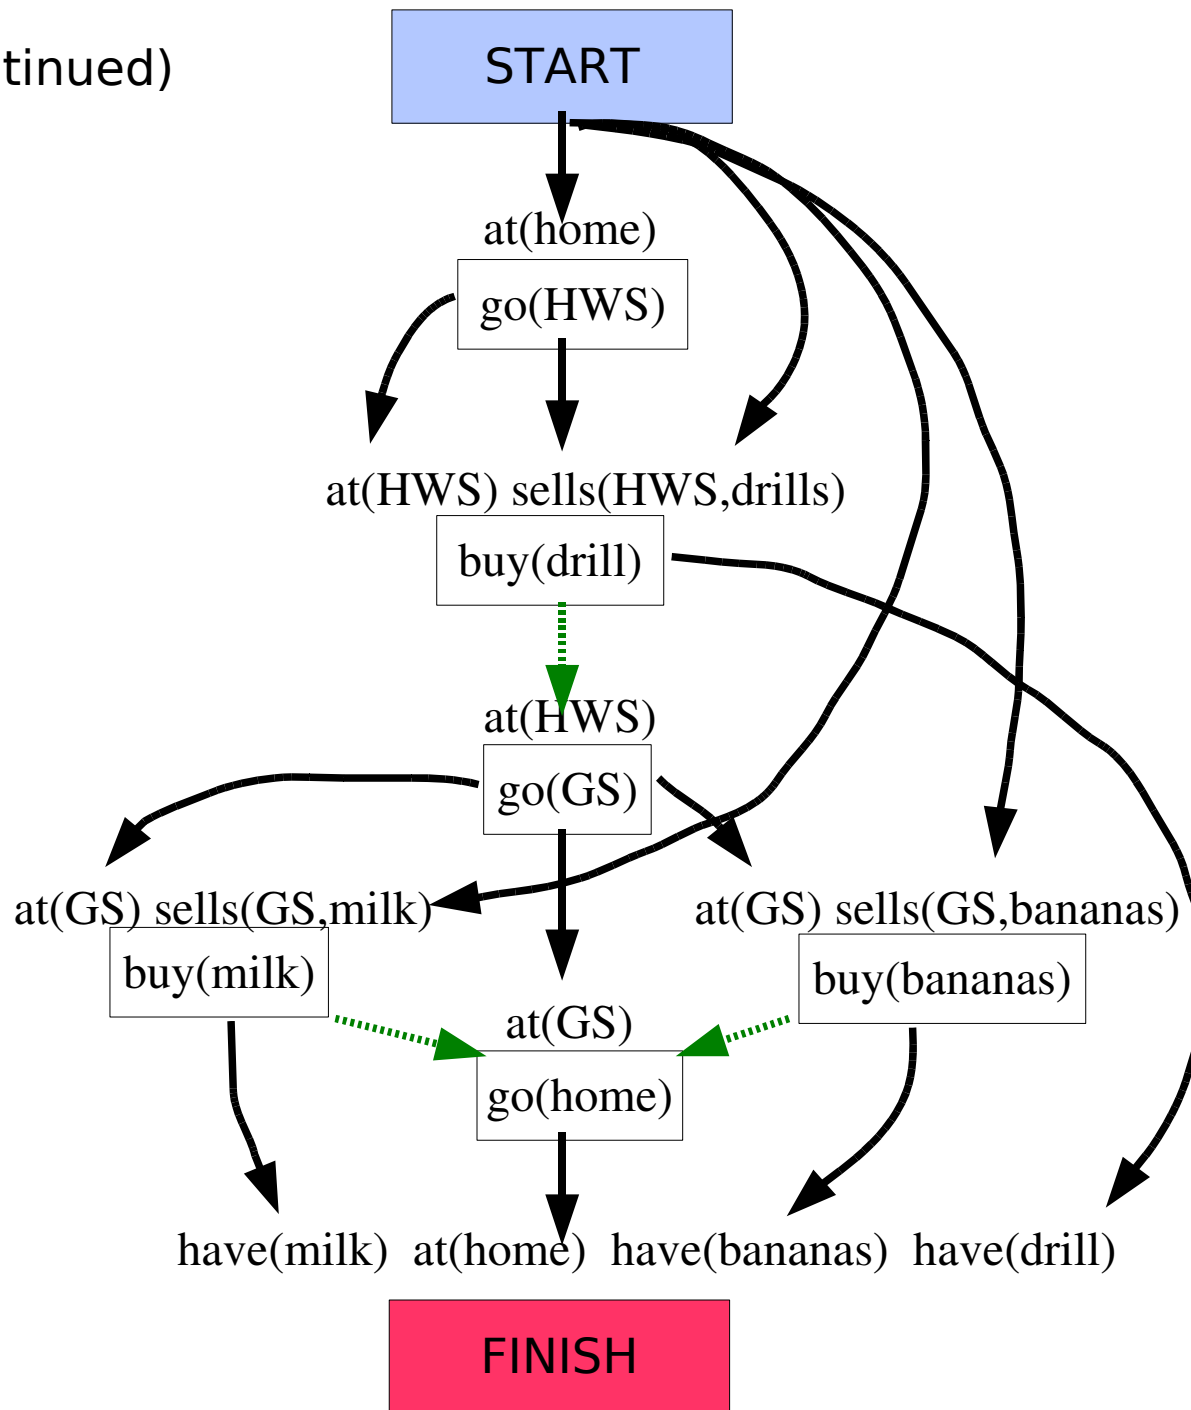 tinued)
START
at(home)
go(HWS)
at(HWS) sells(HWS,drills)
buy(drill)
at(HWS)
go(GS)
at(GS) sells(GS,milk)
at(GS) sells(GS,bananas)
buy(milk)
buy(bananas)
at(GS)
go(home)
have(milk) at(home) have(bananas) have(drill)
FINISH